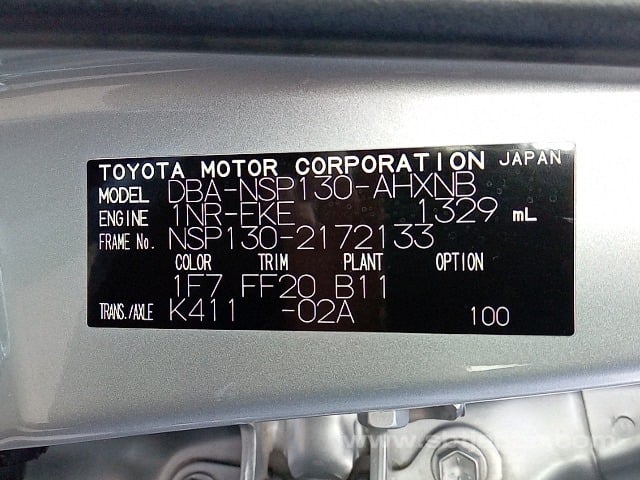 TOYOTA MOTOR CORPORATION JAPAN
MODEL DBA-NSP130-AHXNB
ENGINE 1NR-FKE 1329 mL
FRAME No. NSP130-2172133
COLOR TRIM PLANT OPTION
1F7 FF20 B11
TRANS./AXLE K411 -02A 100